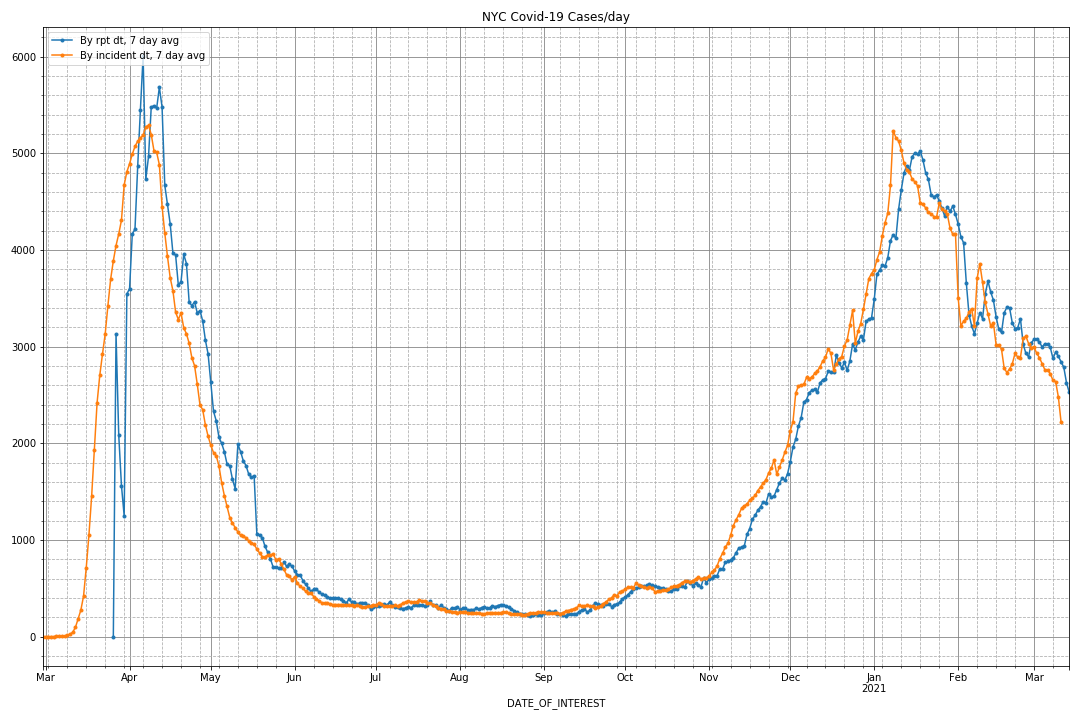 NYC Covid-19 Cases/day
By rpt dt, 7 day avg
By incident dt, 7 day avg
6000
5000
4000
3000
2000
1000
0
Mar Apr May Jun Jul Aug Sep Oct Nov Dec Jan Feb Mar
2021
DATE_OF_INTEREST